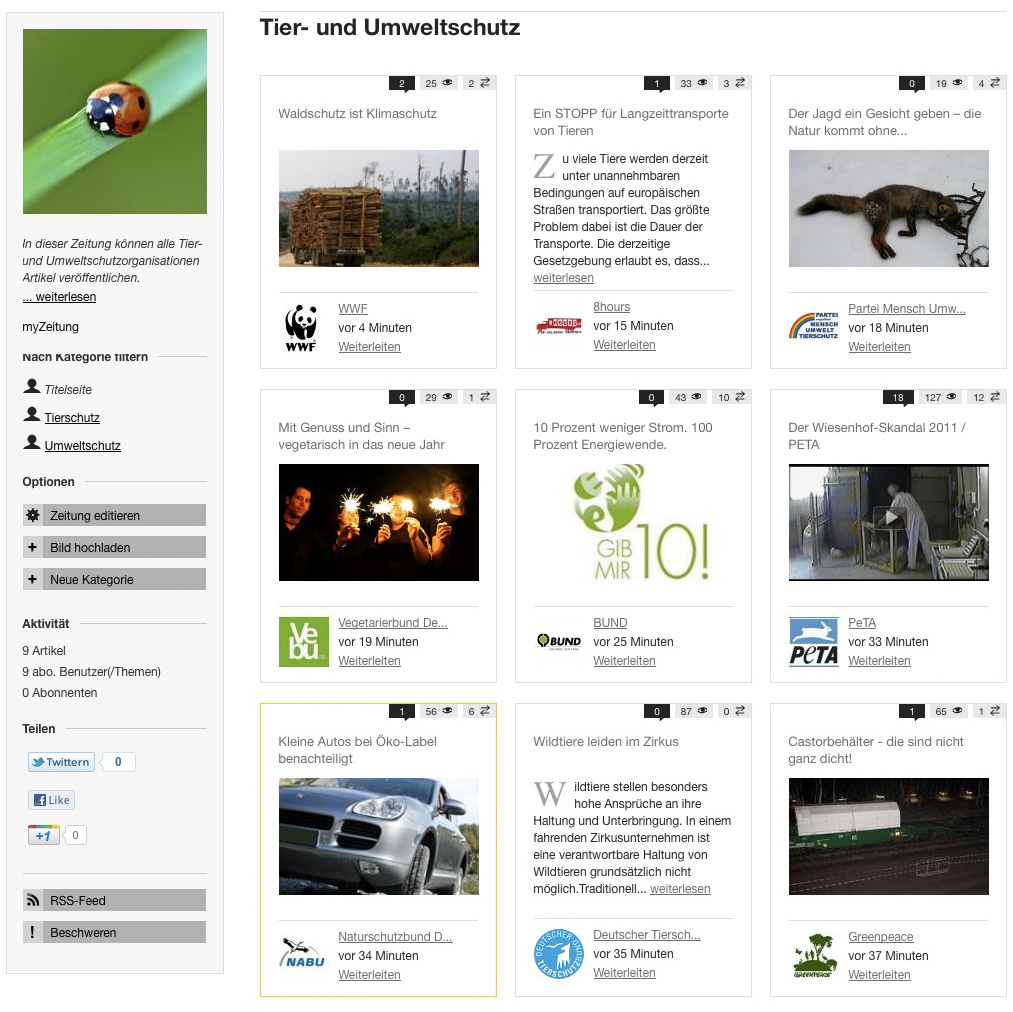 In dieser Zeitung können alle Tier-
und Umweltschutzorganisationen
Artikel veröffentlichen.
... weiterlesen
myZeitung
Nach Kategorie filtern
Titelseite
Tierschutz
Umweltschutz
Optionen
Zeitung editieren
+ Bild hochladen
+ Neue Kategorie
Aktivität
9 Artikel
9 abo. Benutzer(/Themen)
0 Abonnenten
Teilen
Twittern 0
Like
+1 0
RSS-Feed
! Beschweren
Tier- und Umweltschutz
2 25 2
Waldschutz ist Klimaschutz
WWF
WWF
vor 4 Minuten
Weiterleiten
1 33 3
Ein STOPP für Langzeittransporte
von Tieren
Zu viele Tiere werden derzeit
unter unannehmbaren
Bedingungen auf europäischen
Straßen transportiert. Das größte
Problem dabei ist die Dauer der
Transporte. Die derzeitige
Gesetzgebung erlaubt es, dass...
weiterlesen
8hours
vor 15 Minuten
Weiterleiten
0 19 4
Der Jagd ein Gesicht geben – die
Natur kommt ohne...
PARTEI
MENSCH
UMWELT
TIERSCHUTZ
Partei Mensch Umw...
vor 18 Minuten
Weiterleiten
0 29 1
Mit Genuss und Sinn –
vegetarisch in das neue Jahr
Vebu
Vegetarierbund De...
vor 19 Minuten
Weiterleiten
0 43 10
10 Prozent weniger Strom. 100
Prozent Energiewende.
GIB
MIR 10!
BUND
BUND
vor 25 Minuten
Weiterleiten
18 127 12
Der Wiesenhof-Skandal 2011 /
PETA
PETA
PeTA
vor 33 Minuten
Weiterleiten
1 56 6
Kleine Autos bei Öko-Label
benachteiligt
NABU
Naturschutzbund D...
vor 34 Minuten
Weiterleiten
0 87 0
Wildtiere leiden im Zirkus
Wildtiere stellen besonders
hohe Ansprüche an ihre
Haltung und Unterbringung. In einem
fahrenden Zirkusunternehmen ist
eine verantwortbare Haltung von
Wildtieren grundsätzlich nicht
möglich.Traditionell... weiterlesen
DEUTSCHER TIERSCHUTZBUND
Deutscher Tiersch...
vor 35 Minuten
Weiterleiten
1 65 1
Castorbehälter - die sind nicht
ganz dicht!
GREENPEACE
Greenpeace
vor 37 Minuten
Weiterleiten